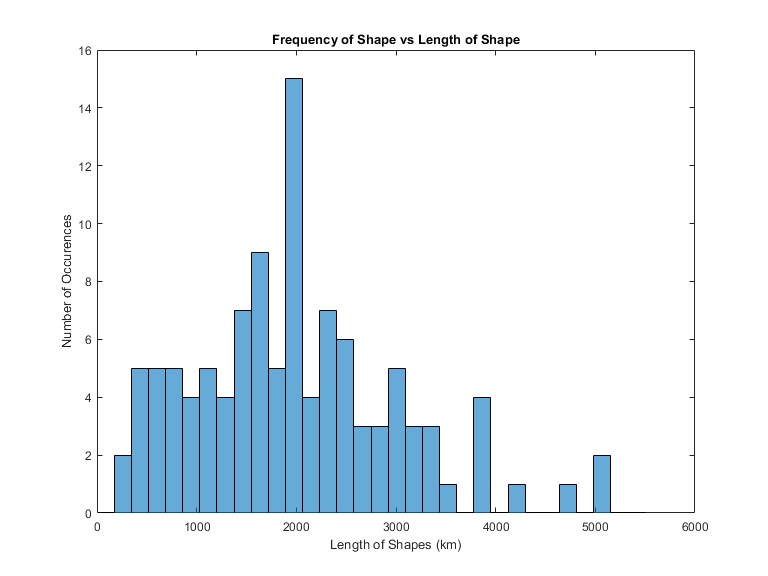 Frequency of Shape vs Length of Shape
16
14
12
10
8
6
4
2
0
Number of Occurences
0 1000 2000 3000 4000 5000 6000
Length of Shapes (km)